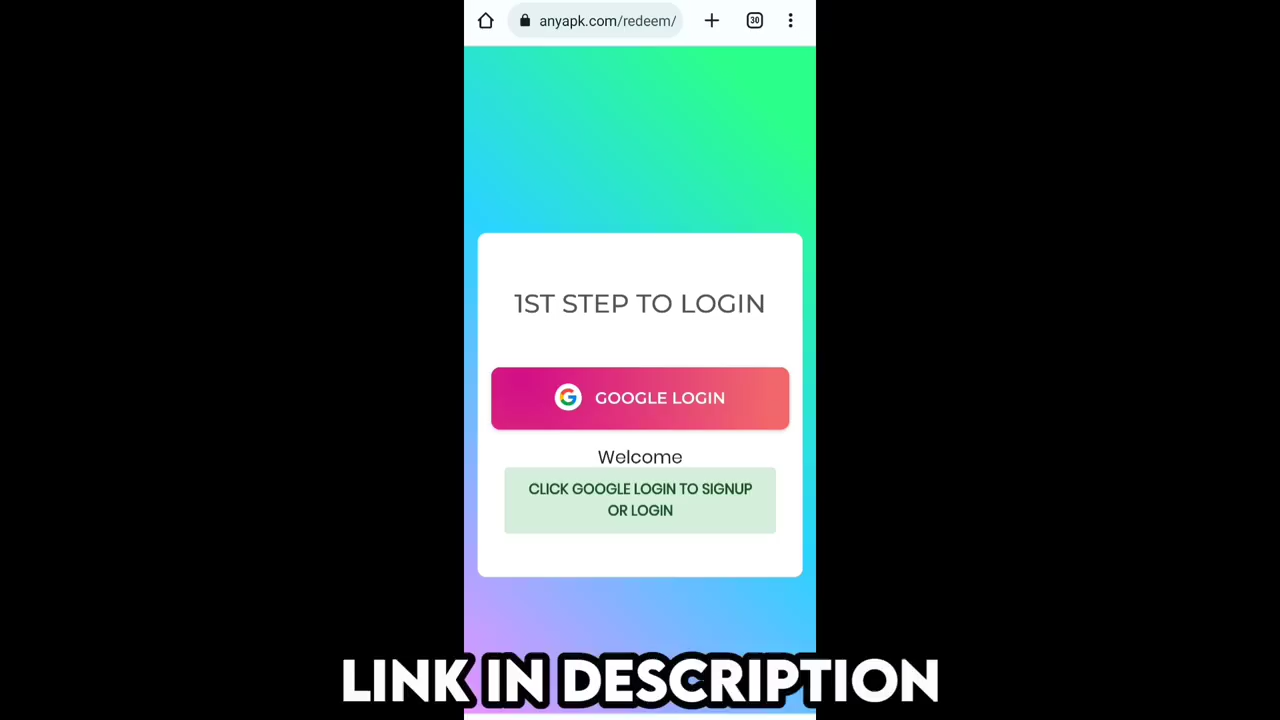 anyapk.com/redeem/
30
1ST STEP TO LOGIN
G GOOGLE LOGIN
Welcome
CLICK GOOGLE LOGIN TO SIGNUP
OR LOGIN
LINK IN DESCRIPTION